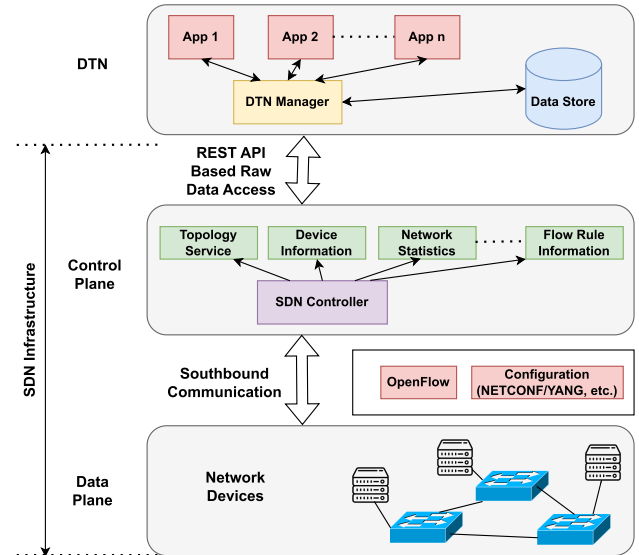 App 1
App 2
App n
DTN
DTN Manager
Data Store
REST API
Based Raw
Data Access
SDN Infrastructure
Control
Plane
Topology
Service
Device
Information
Network
Statistics
Flow Rule
Information
SDN Controller
Southbound
Communication
OpenFlow
Configuration
(NETCONF/YANG, etc.)
Data
Plane
Network
Devices